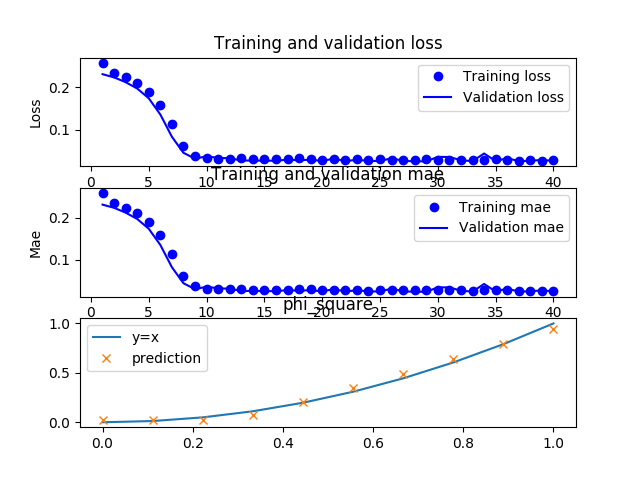 Training and validation loss
0.2
0.1
Loss
Training loss
Validation loss
0 5 10 15 20 25 30 35 40
Training and validation mae
0.2
0.1
Mae
Training mae
Validation mae
0 5 10 15 20 25 30 35 40
phi_square
1.0
0.5
0.0
y=x
prediction
0.0 0.2 0.4 0.6 0.8 1.0